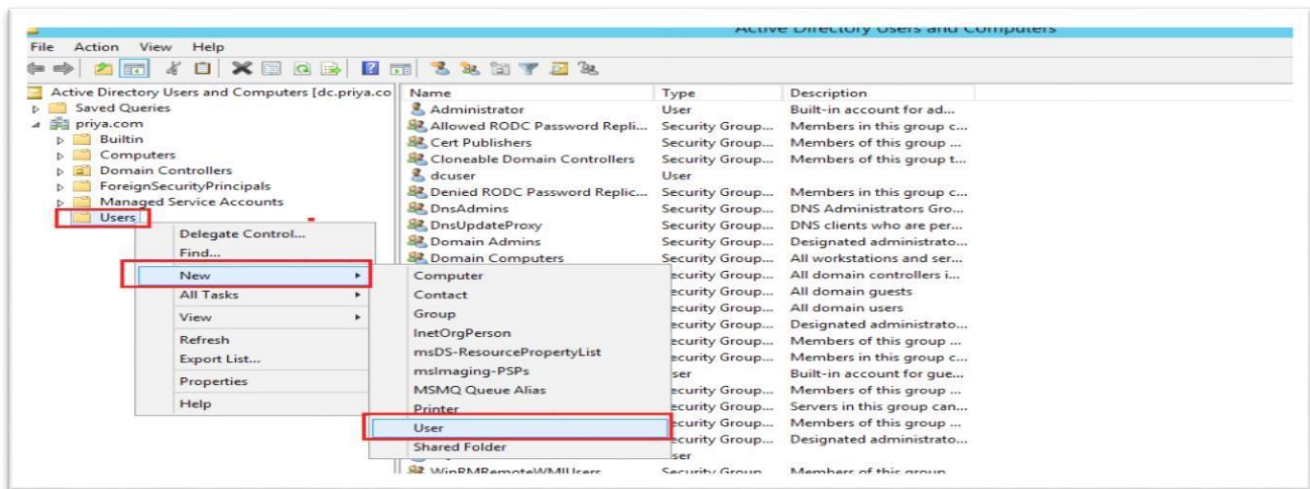 Active Directory Users and Computers
File Action View Help
Active Directory Users and Computers [dc.priya.co
Saved Queries
priya.com
Builtin
Computers
Domain Controllers
ForeignSecurityPrincipals
Managed Service Accounts
Users
Delegate Control...
Find...
New
All Tasks
View
Refresh
Export List...
Properties
Help
Name Type Description
Administrator User Built-in account for ad...
Allowed RODC Password Repli... Security Group... Members in this group c...
Cert Publishers Security Group... Members of this group ...
Cloneable Domain Controllers Security Group... Members of this group t...
dcuser User
Denied RODC Password Replic... Security Group... Members in this group c...
DnsAdmins Security Group... DNS Administrators Gro...
DnsUpdateProxy Security Group... DNS clients who are per...
Domain Admins Security Group... Designated administrato...
Domain Computers Security Group... All workstations and ser...
ecurity Group... All domain controllers i...
ecurity Group... All domain guests
ecurity Group... All domain users
ecurity Group... Designated administrato...
ecurity Group... Members of this group ...
ecurity Group... Members in this group c...
ser Built-in account for gue...
ecurity Group... Members of this group ...
ecurity Group... Servers in this group can...
ecurity Group... Members of this group ...
ecurity Group... Designated administrato...
ser
WinRMRemoteWMIUsers Security Group Members of this group
Computer
Contact
Group
InetOrgPerson
msDS-ResourcePropertyList
msImaging-PSPs
MSMQ Queue Alias
Printer
User
Shared Folder